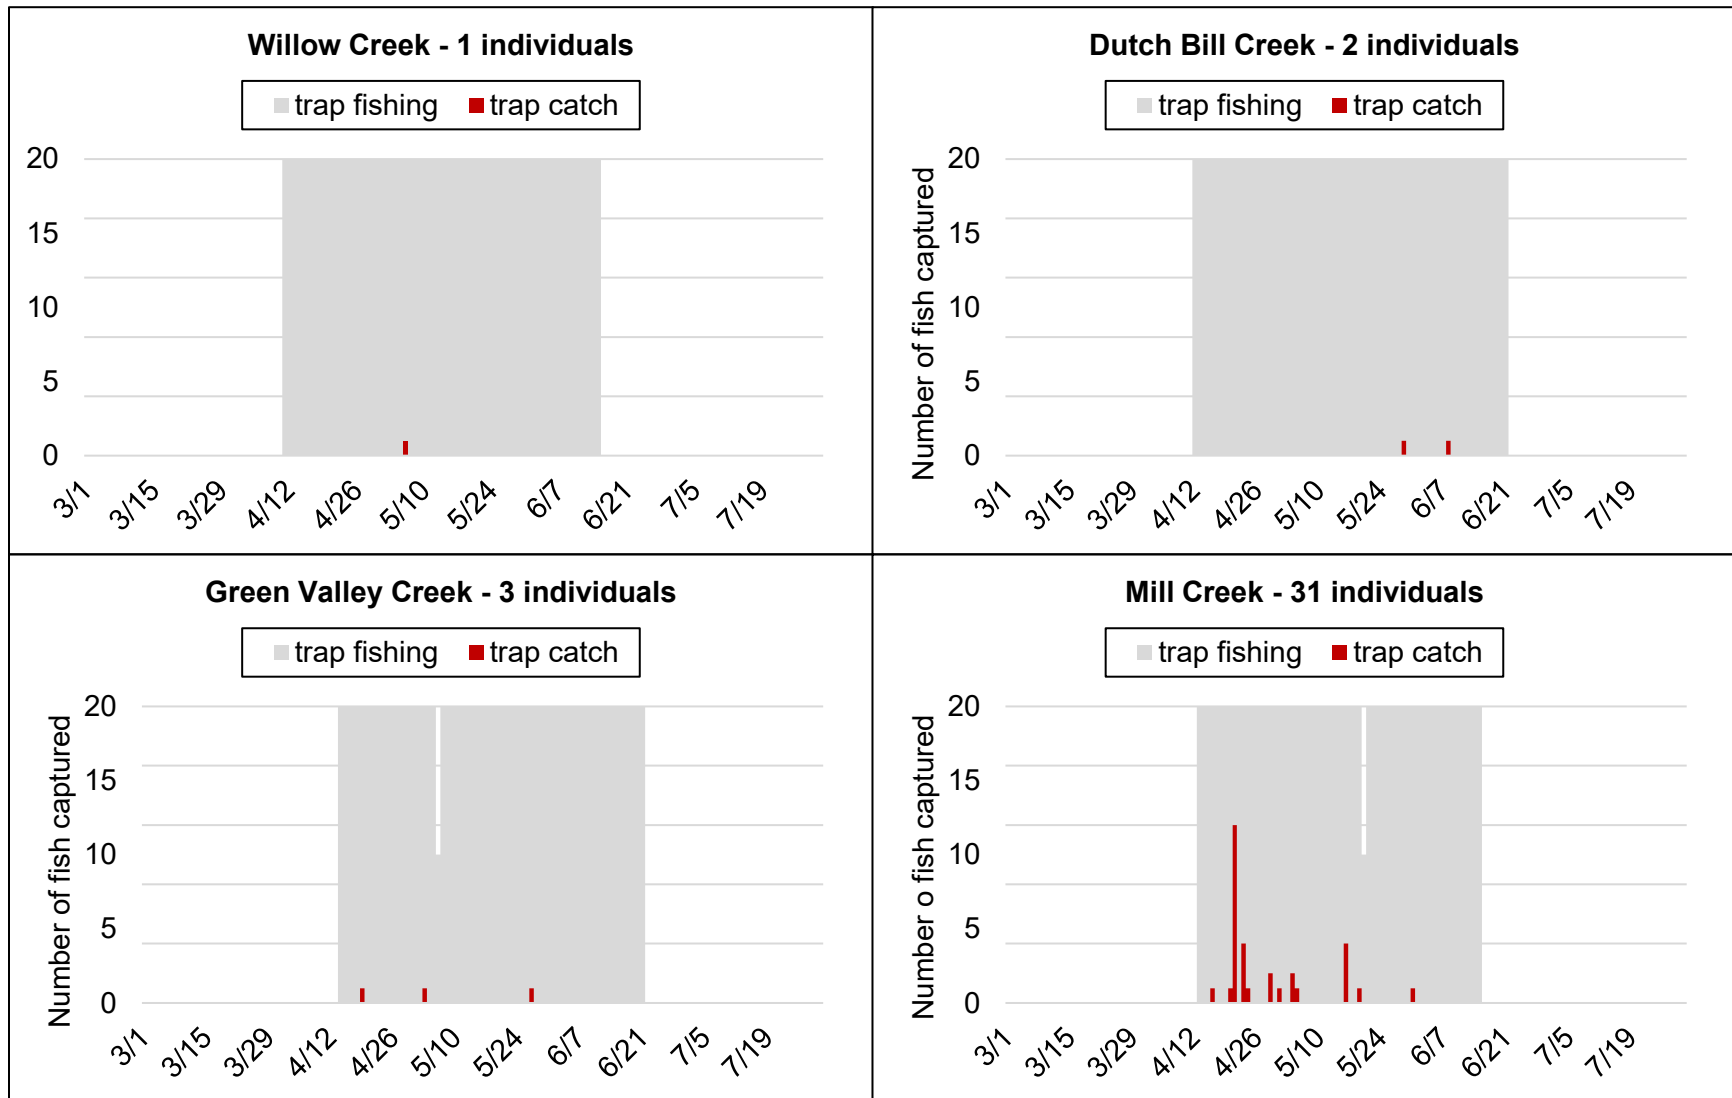 Willow Creek - 1 individuals
trap fishing trap catch
20
15
10
5
0
3/1 3/15 3/29 4/12 4/26 5/10 5/24 6/7 6/21 7/5 7/19
Dutch Bill Creek - 2 individuals
trap fishing trap catch
Number of fish captured
20
15
10
5
0
3/1 3/15 3/29 4/12 4/26 5/10 5/24 6/7 6/21 7/5 7/19
Green Valley Creek - 3 individuals
trap fishing trap catch
Number of fish captured
20
15
10
5
0
3/1 3/15 3/29 4/12 4/26 5/10 5/24 6/7 6/21 7/5 7/19
Mill Creek - 31 individuals
trap fishing trap catch
Number o fish captured
20
15
10
5
0
3/1 3/15 3/29 4/12 4/26 5/10 5/24 6/7 6/21 7/5 7/19